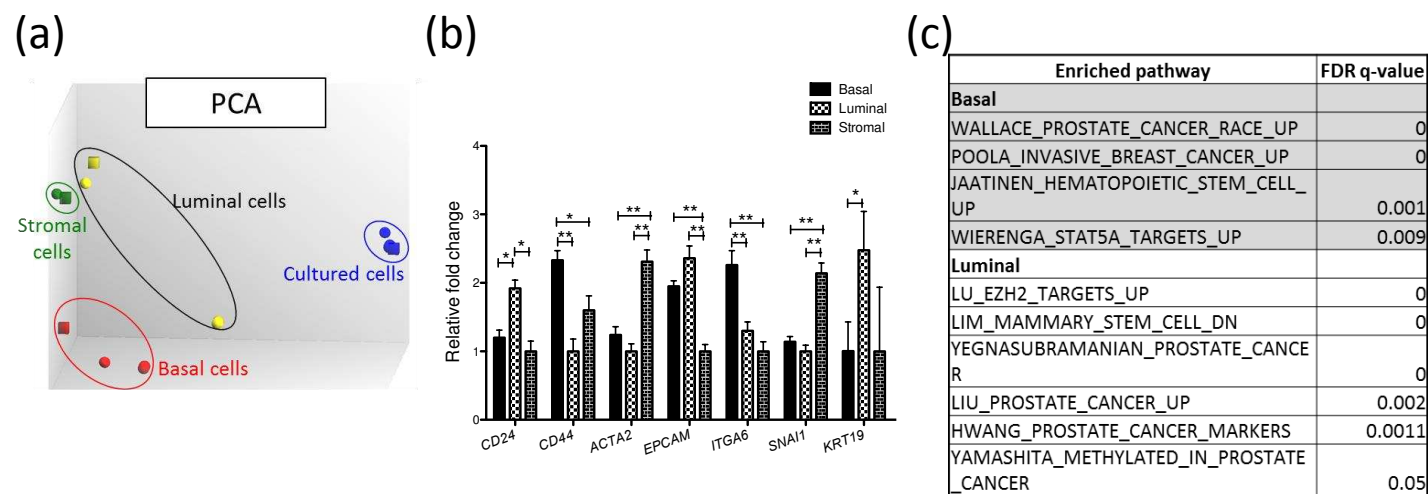 (a)
PCA
Luminal cells
Stromal
cells
Cultured cells
Basal cells
(b)
Basal
Luminal
Stromal
Relative fold change
4
3
2
1
0
* * ** * ** ** ** ** ** ** ** ** *
CD24 CD44 ACTA2 EPCAM ITGA6 SNAI1 KRT19
(c)
Enriched pathway FDR q-value
Basal
WALLACE_PROSTATE_CANCER_RACE_UP 0
POOLA_INVASIVE_BREAST_CANCER_UP 0
JAATINEN_HEMATOPOIETIC_STEM_CELL_
UP 0.001
WIERENGA_STAT5A_TARGETS_UP 0.009
Luminal
LU_EZH2_TARGETS_UP 0
LIM_MAMMARY_STEM_CELL_DN 0
YEGNASUBRAMANIAN_PROSTATE_CANCE
R 0
LIU_PROSTATE_CANCER_UP 0.002
HWANG_PROSTATE_CANCER_MARKERS 0.0011
YAMASHITA_METHYLATED_IN_PROSTATE
_CANCER 0.05